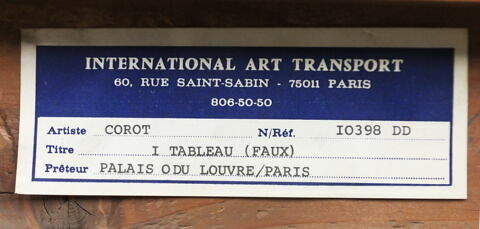 INTERNATIONAL ART TRANSPORT
60, RUE SAINT-SABIN - 75011 PARIS
806-50-50
Artiste COROT N/Réf. IO398 DD
Titre I TABLEAU (FAUX)
Prêteur PALAIS ODU LOUVRE/PARIS